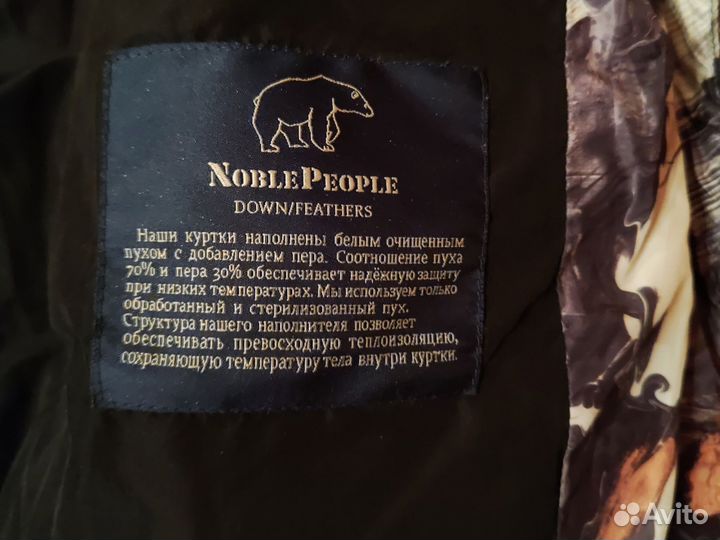 NOBLEPEOPLE
DOWN/FEATHERS
Наши куртки наполнены белым очищенным
пухом с добавлением пера. Соотношение пуха
70% и пера 30% обеспечивает надёжную защиту
при низких температурах. Мы используем только
обработанный и стерилизованный пух.
Структура нашего наполнителя позволяет
обеспечивать превосходную теплоизоляцию,
сохраняющую температуру тела внутри куртки.
Avito